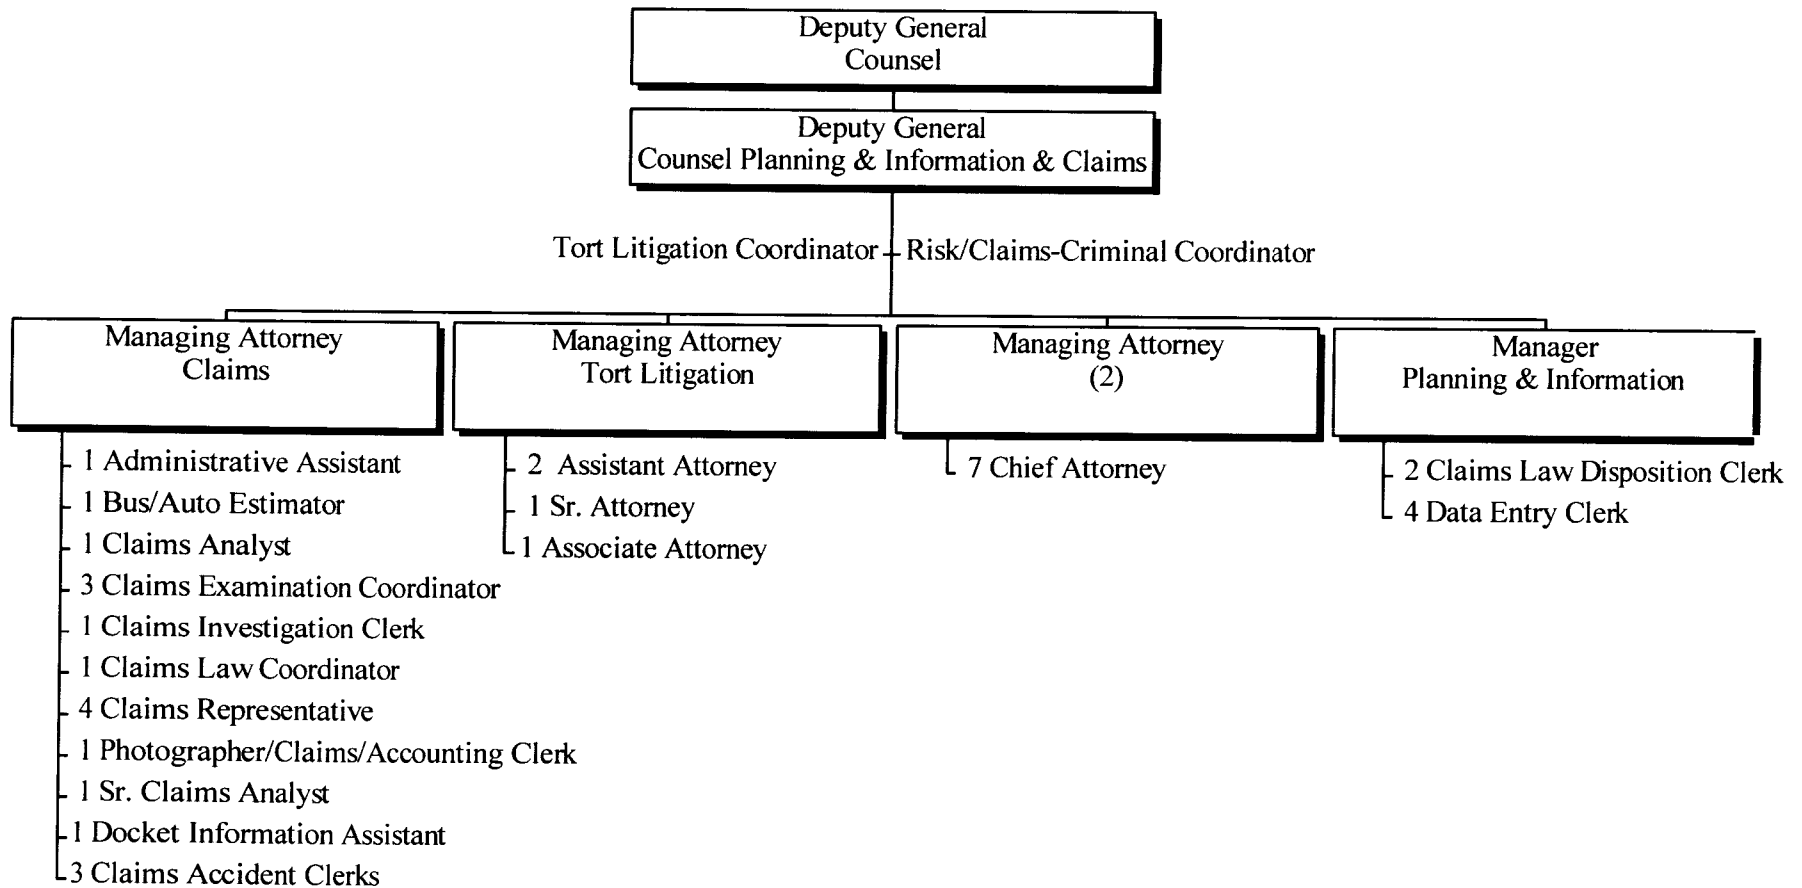 Deputy General
Counsel
Deputy General
Counsel Planning & Information & Claims
Tort Litigation Coordinator
Risk/Claims-Criminal Coordinator
Managing Attorney
Claims
1 Administrative Assistant
1 Bus/Auto Estimator
1 Claims Analyst
3 Claims Examination Coordinator
1 Claims Investigation Clerk
1 Claims Law Coordinator
4 Claims Representative
1 Photographer/Claims/Accounting Clerk
1 Sr. Claims Analyst
1 Docket Information Assistant
3 Claims Accident Clerks
Managing Attorney
Tort Litigation
2 Assistant Attorney
1 Sr. Attorney
1 Associate Attorney
Managing Attorney
(2)
7 Chief Attorney
Manager
Planning & Information
2 Claims Law Disposition Clerk
4 Data Entry Clerk